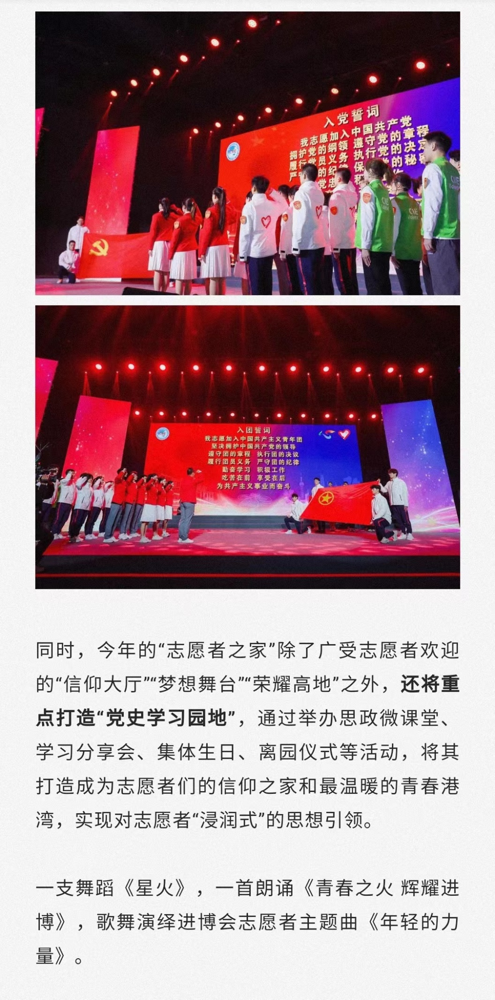 入党誓词
我志愿加入中国共产党
拥护党的纲领 遵守党的章程
履行党员义务 执行党的决定
严 的纪律 保 党的秘密
党忠 积 作
CIIE
CIIE
CIIE
入团誓词
我志愿加入中国共产主义青年团
坚决拥护中国共产党的领导
遵守团的章程 执行团的决议
履行团员义务 严守团的纪律
勤奋学习 积极工作
吃苦在前 享受在后
为共产主义事业而奋斗
同时，今年的“志愿者之家”除了广受志愿者欢迎
的“信仰大厅”“梦想舞台”“荣耀高地”之外，还将重
点打造“党史学习园地”，通过举办思政微课堂、
学习分享会、集体生日、离园仪式等活动，将其
打造成为志愿者们的信仰之家和最温暖的青春港
湾，实现对志愿者“浸润式”的思想引领。
一支舞蹈《星火》，一首朗诵《青春之火 辉耀进
博》，歌舞演绎进博会志愿者主题曲《年轻的力
量》。